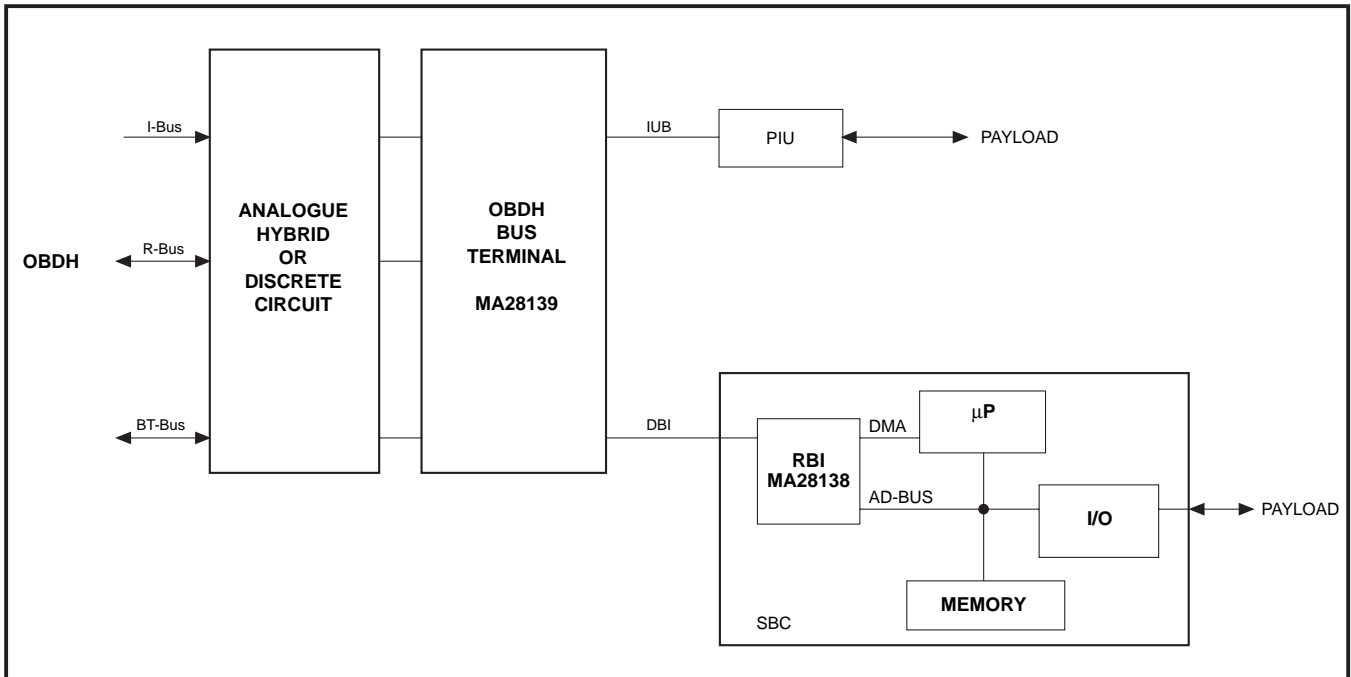 I-Bus
IUB
PIU
PAYLOAD
ANALOGUE
HYBRID
OR
DISCRETE
CIRCUIT
OBDH
BUS
TERMINAL
MA28139
OBDH
R-Bus
BT-Bus
DBI
RBI
MA28138
DMA
μP
AD-BUS
I/O
PAYLOAD
MEMORY
SBC